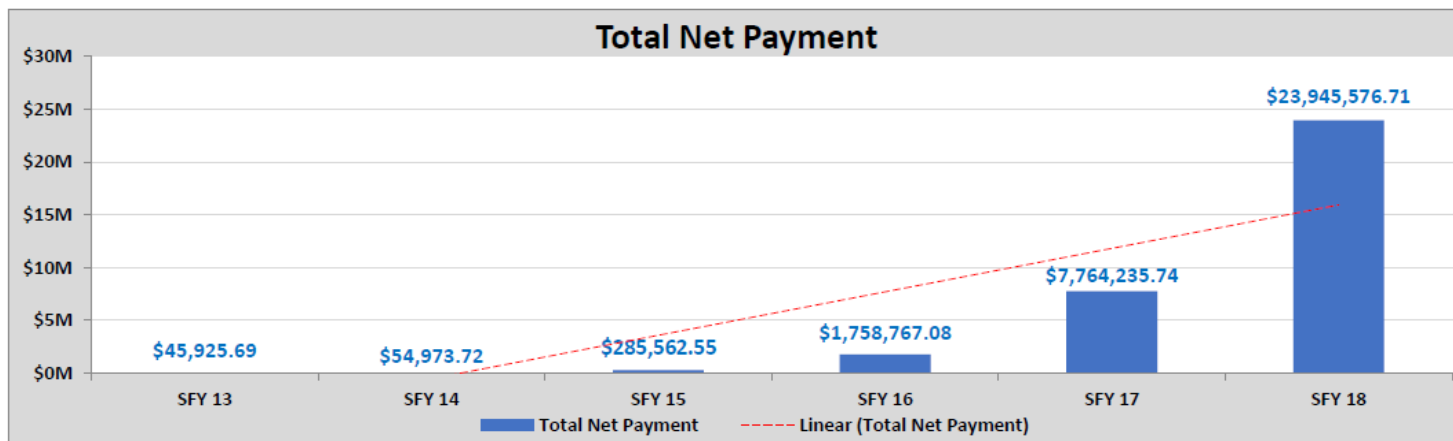 Total Net Payment
$30M
$25M
$20M
$15M
$10M
$5M
$0M
$45,925.69
$54,973.72
$285,562.55
$1,758,767.08
$7,764,235.74
$23,945,576.71
SFY 13 SFY 14 SFY 15 SFY 16 SFY 17 SFY 18
Total Net Payment Linear (Total Net Payment)